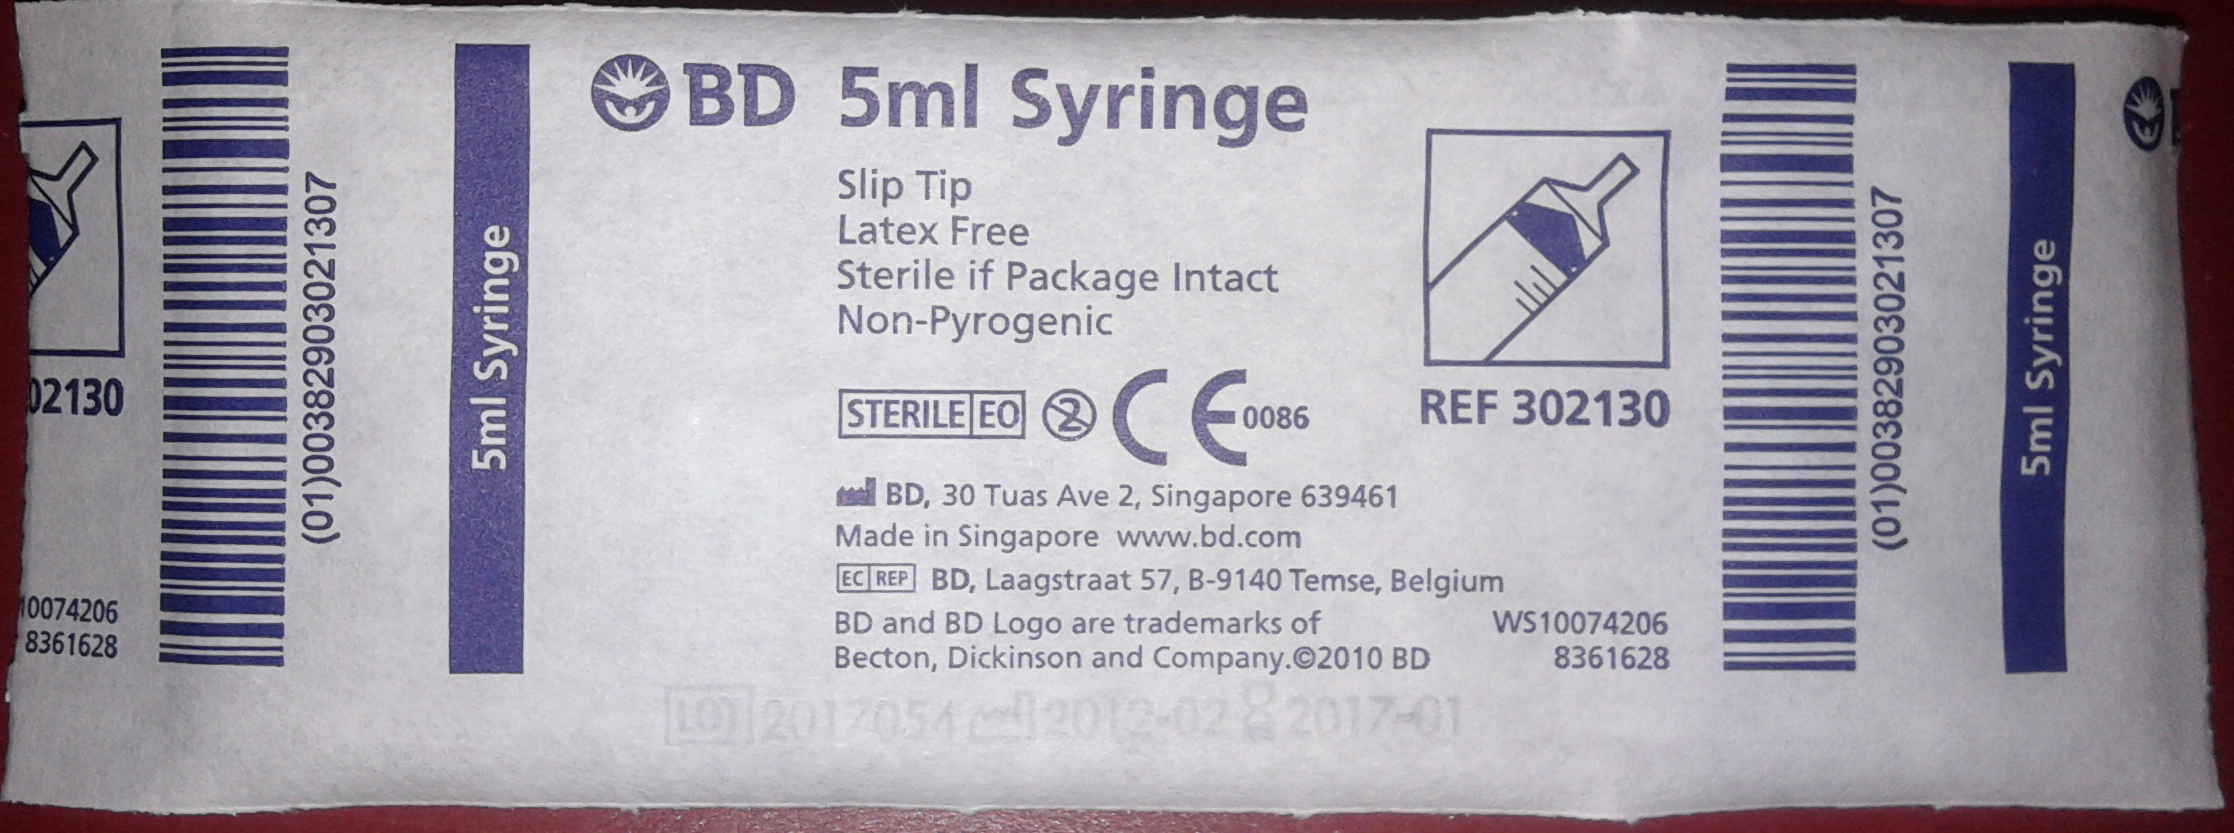 02130
10074206
8361628
(01)00382903021307
5ml Syringe
BD 5ml Syringe
Slip Tip
Latex Free
Sterile if Package Intact
Non-Pyrogenic
STERILE EO 2 CE 0086
REF 302130
BD, 30 Tuas Ave 2, Singapore 639461
Made in Singapore www.bd.com
EC REP BD, Laagstraat 57, B-9140 Temse, Belgium
BD and BD Logo are trademarks of
Becton, Dickinson and Company.©2010 BD
WS10074206
8361628
LOT 2017054 2012-02 2017-01
(01)00382903021307
5ml Syringe